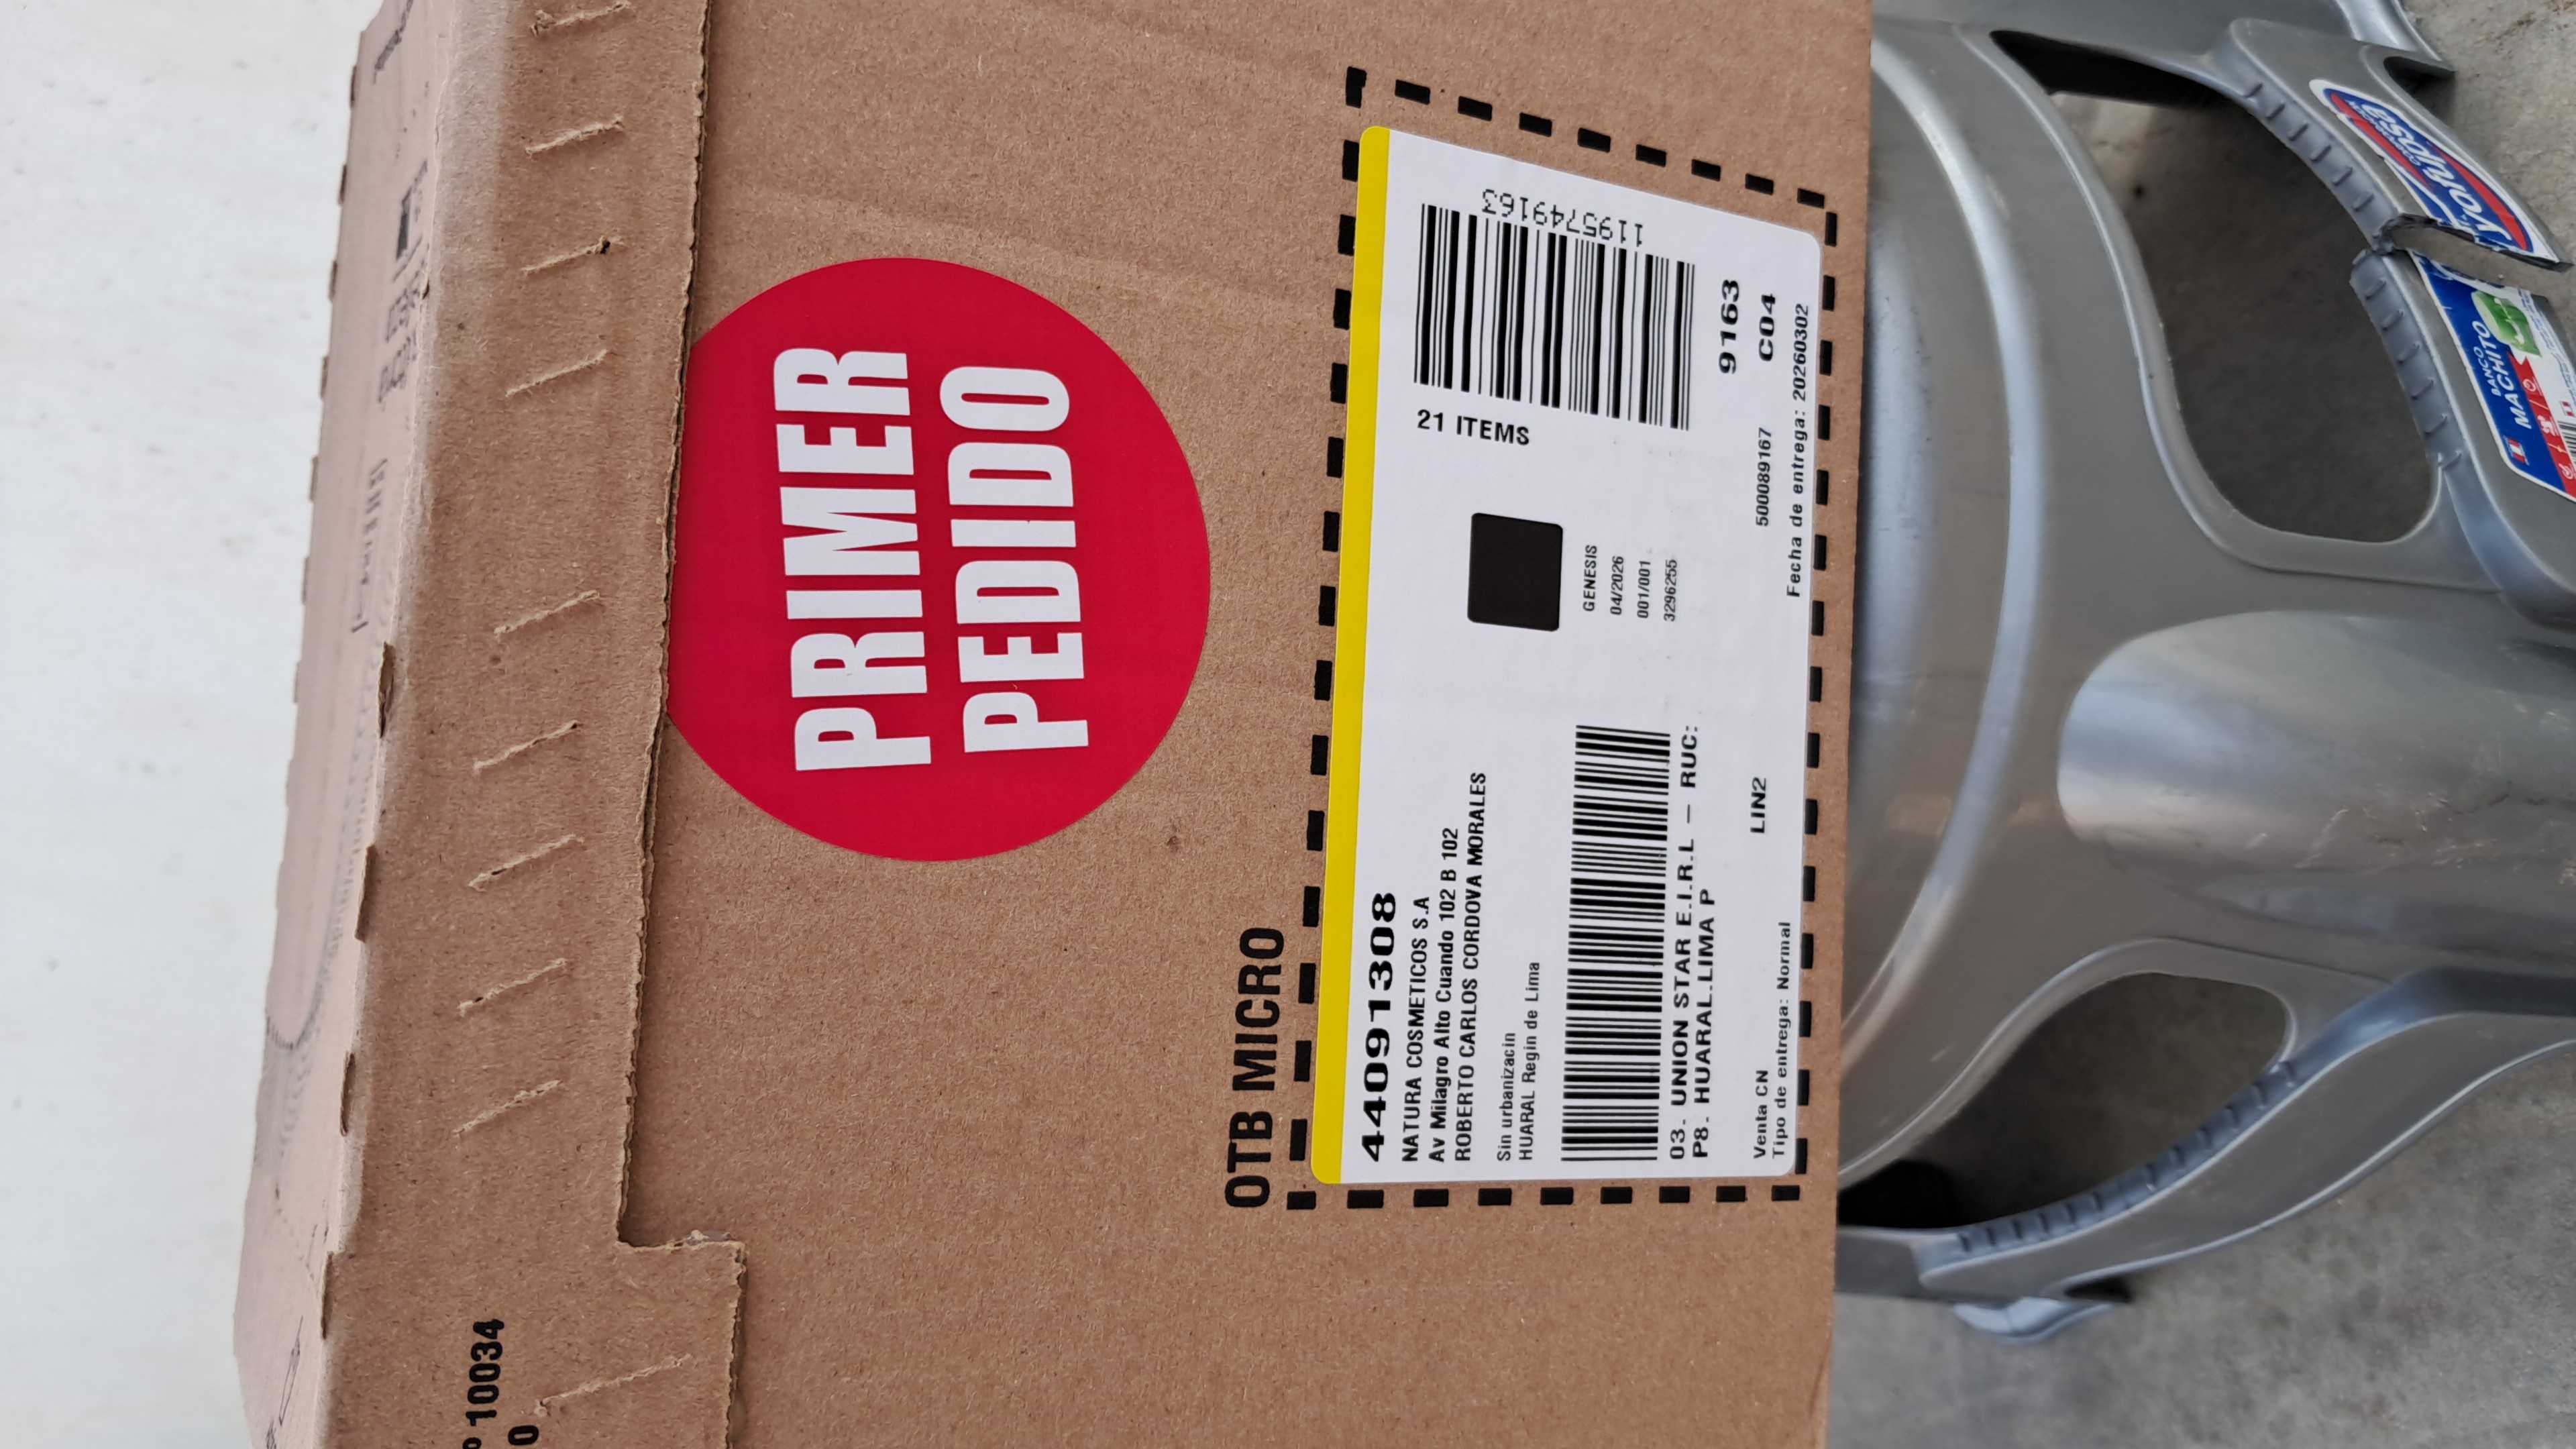 PRIMER
PEDIDO
OTB MICRO
44091308
NATURA COSMETICOS S.A
Av Milagro Alto Cuando 102 B 102
ROBERTO CARLOS CORDOVA MORALES
Sin urbanizacin
HUARAL Regin de Lima
03. UNION STAR E.I.R.L – RUC:
P8. HUARAL.LIMA P
Venta CN
LIN2
Tipo de entrega: Normal
21 ITEMS
1195749163
GENESIS
04/2026
001/001
3296255
9163
500089167
C04
Fecha de entrega: 20260302
10034
0
BANCO
MACHITO